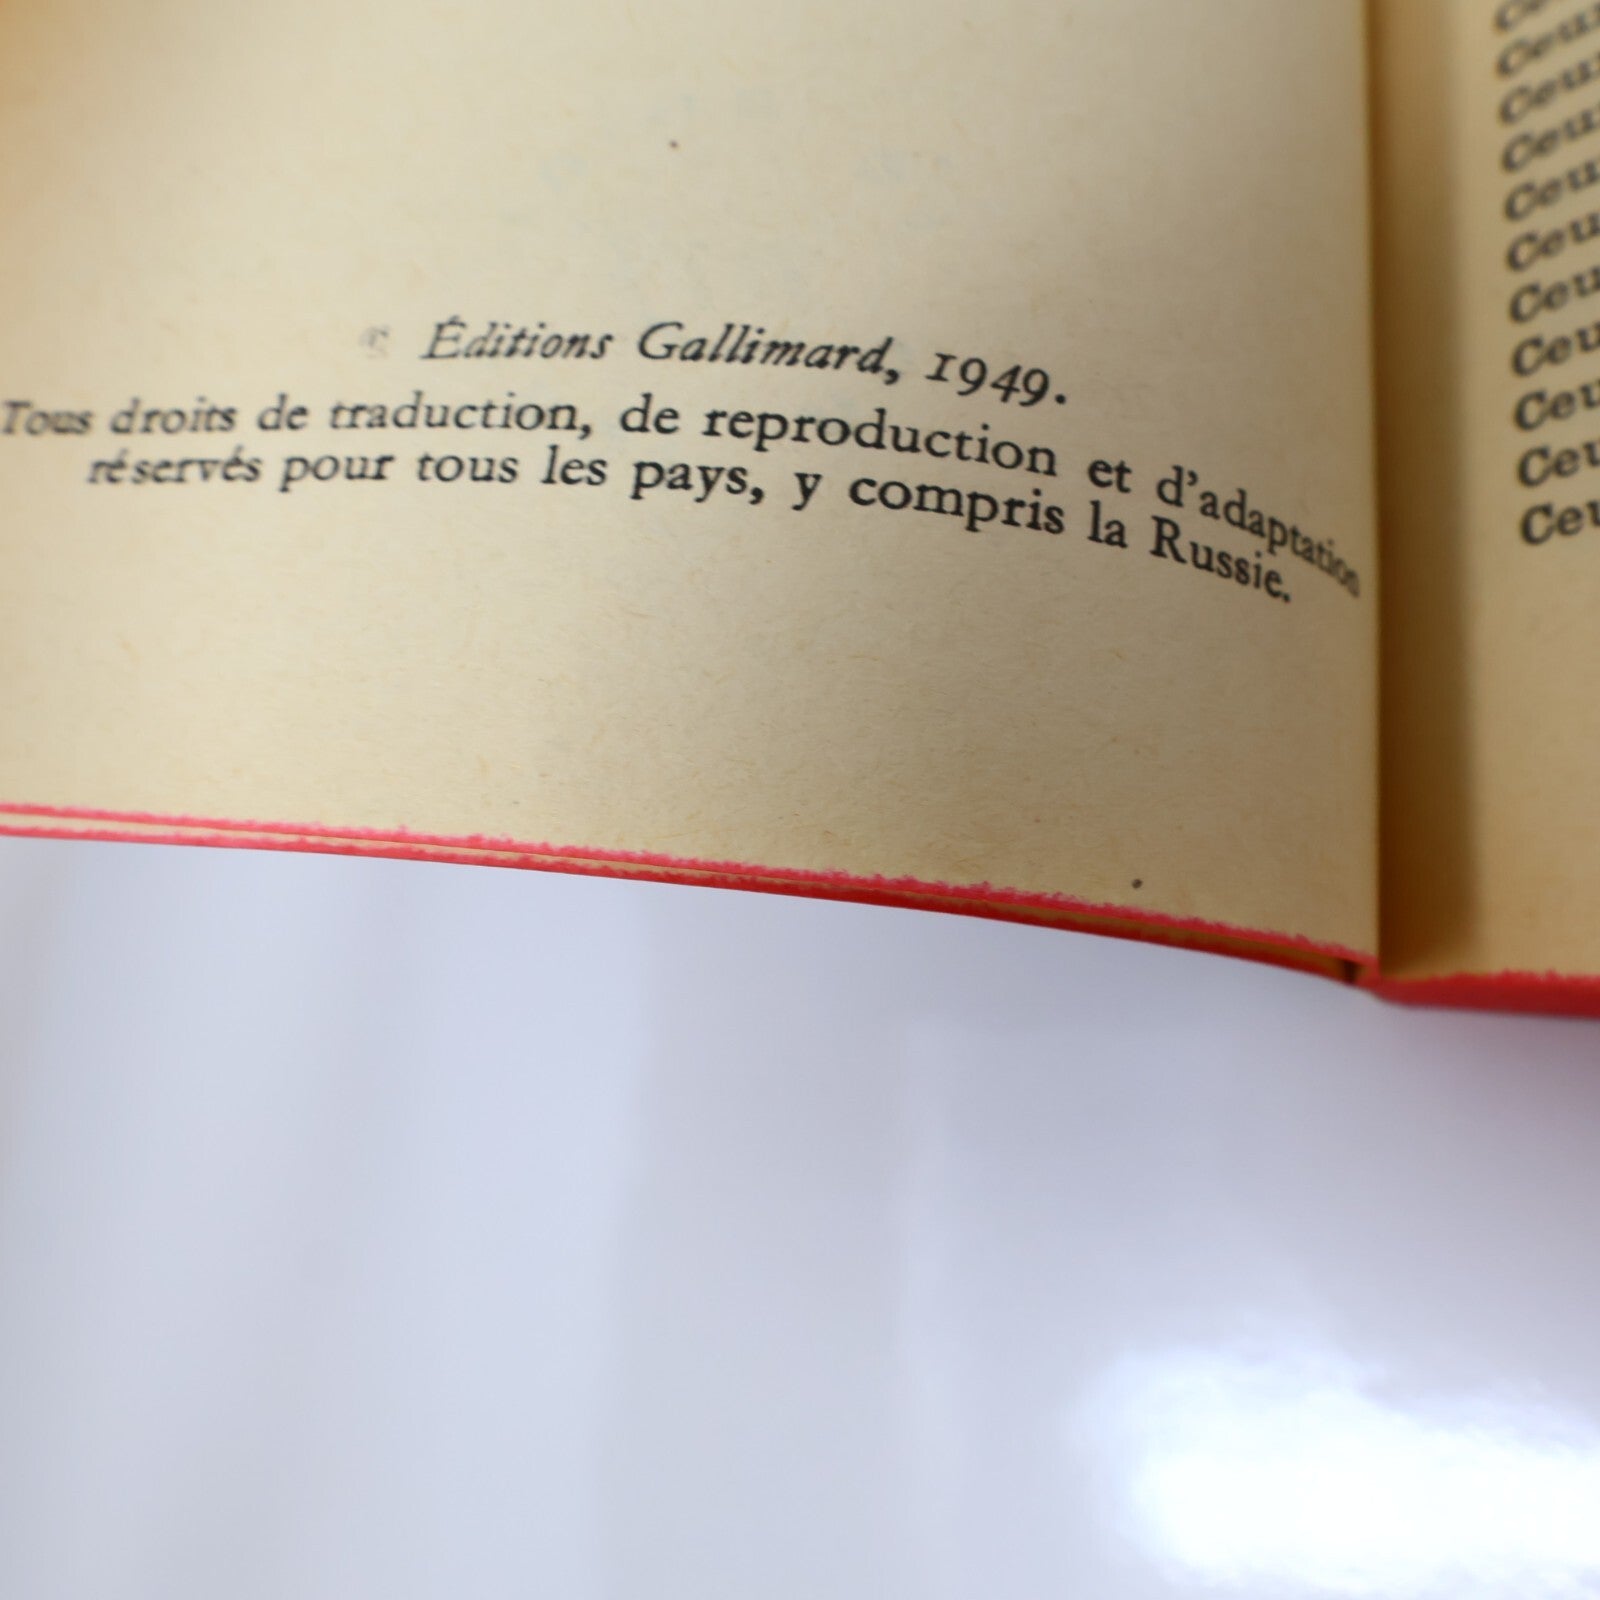 Éditions Gallimard, 1949.
Tous droits de traduction, de reproduction et d'adaptation
réservés pour tous les pays, y compris la Russie.